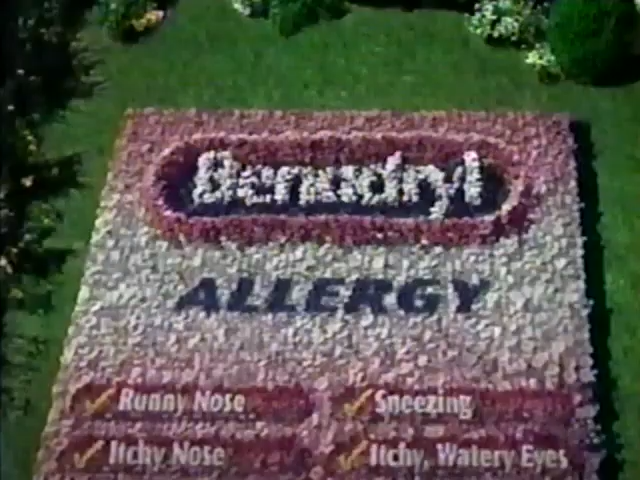 Benadryl
ALLERGY
Runny Nose
Sneezing
Itchy Nose
Itchy, Watery Eyes